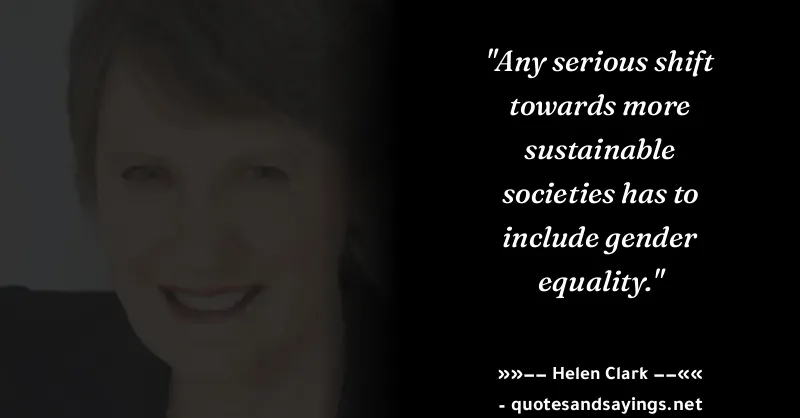 "Any serious shift
towards more
sustainable
societies has to
include gender
equality."
»»−− Helen Clark −−««
- quotesandsayings.net